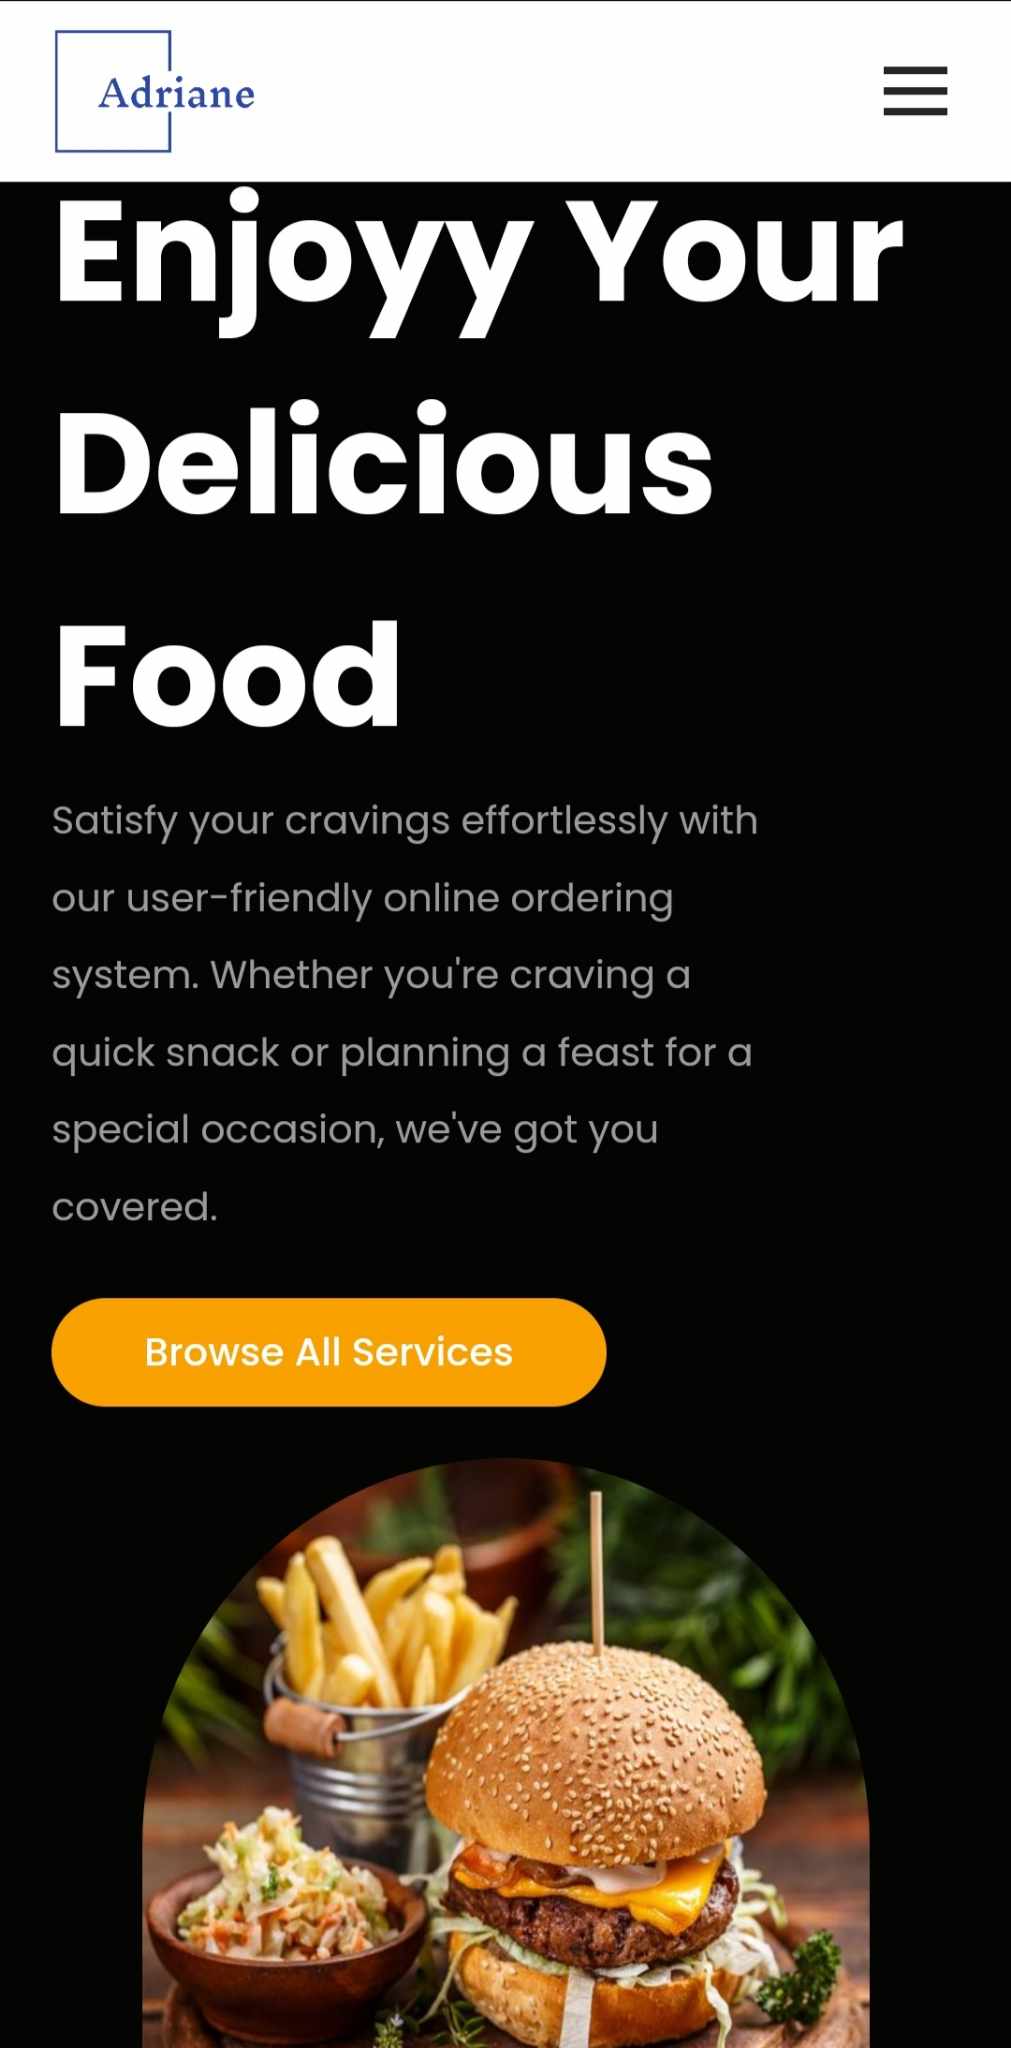 Adriane
Enjoyy Your
Delicious
Food
Satisfy your cravings effortlessly with
our user-friendly online ordering
system. Whether you're craving a
quick snack or planning a feast for a
special occasion, we've got you
covered.
Browse All Services